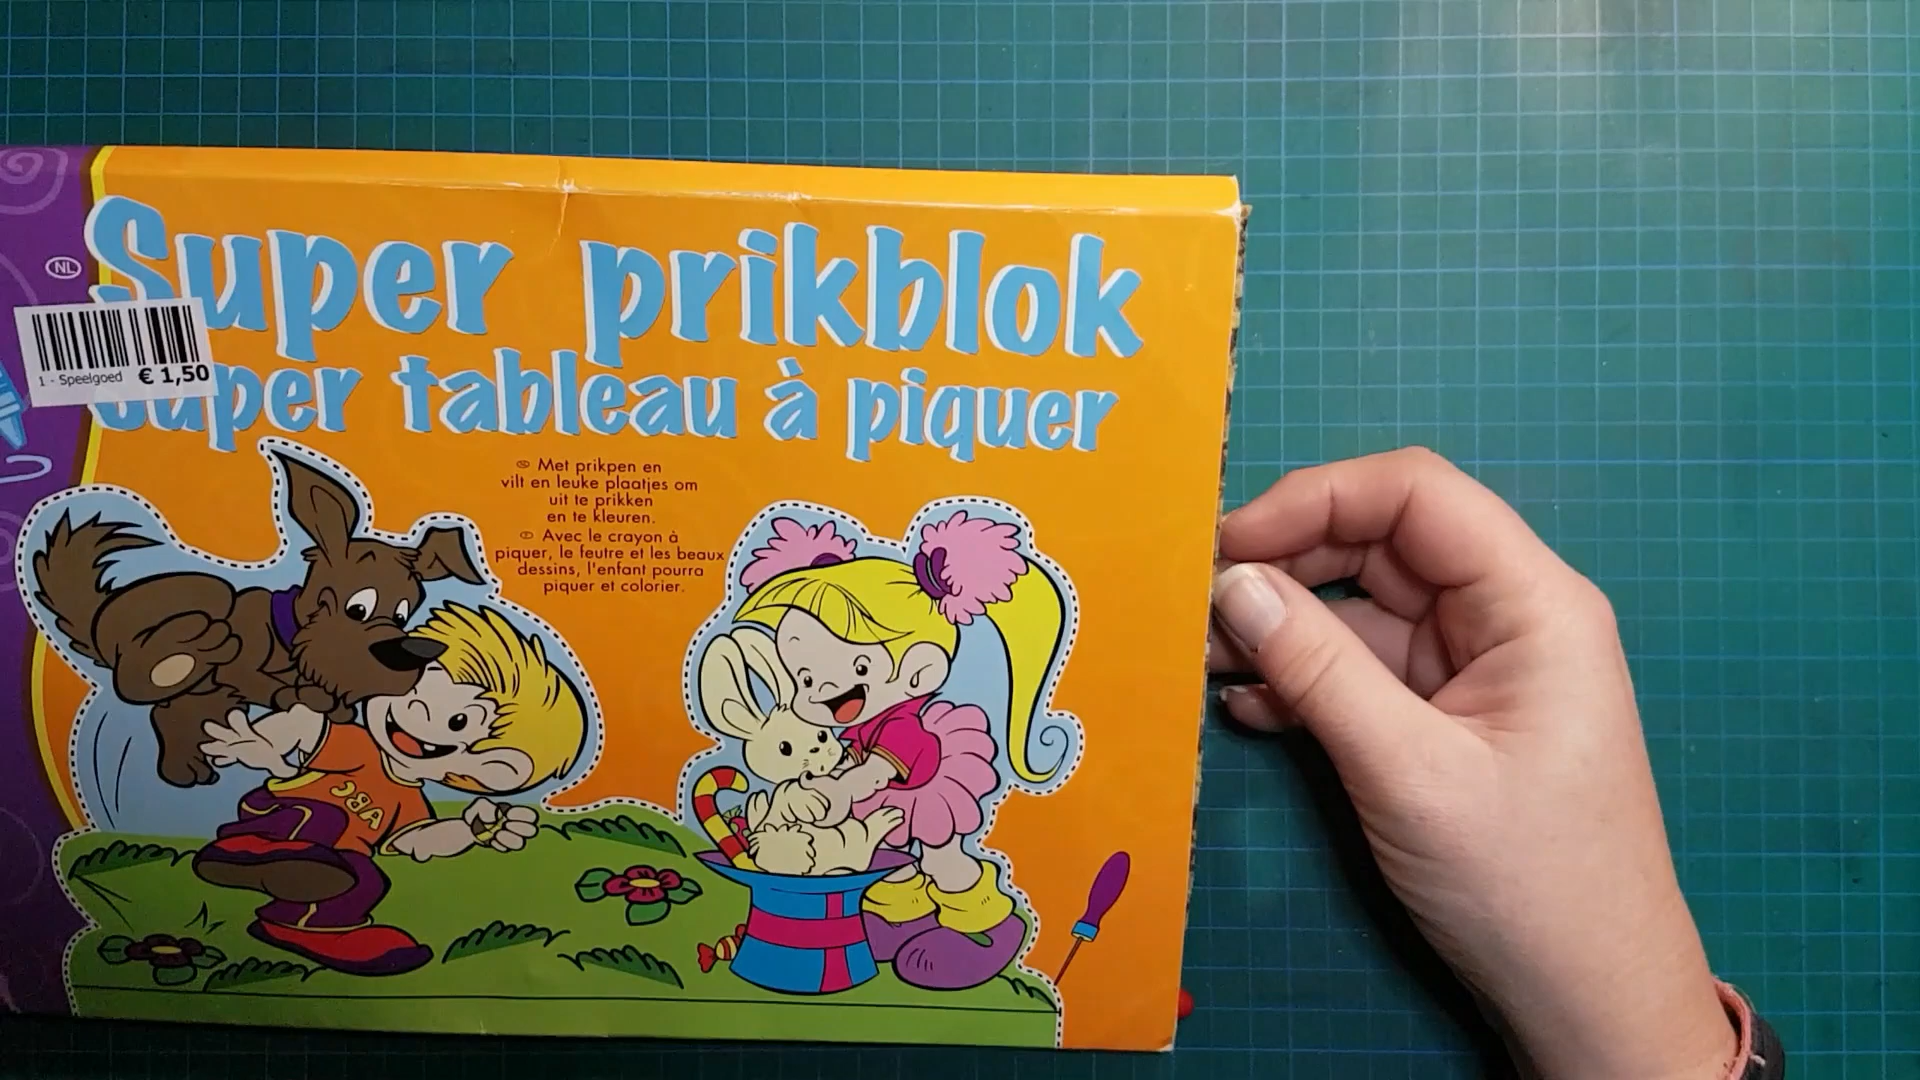 Super prikblok
NL
super tableau à piquer
1 - Speelgoed € 1,50
NL Met prikpen en
vilt en leuke plaatjes om
uit te prikken
en te kleuren.
Avec le crayon à
piquer, le feutre et les beaux
dessins, l'enfant pourra
piquer et colorier.
ABC